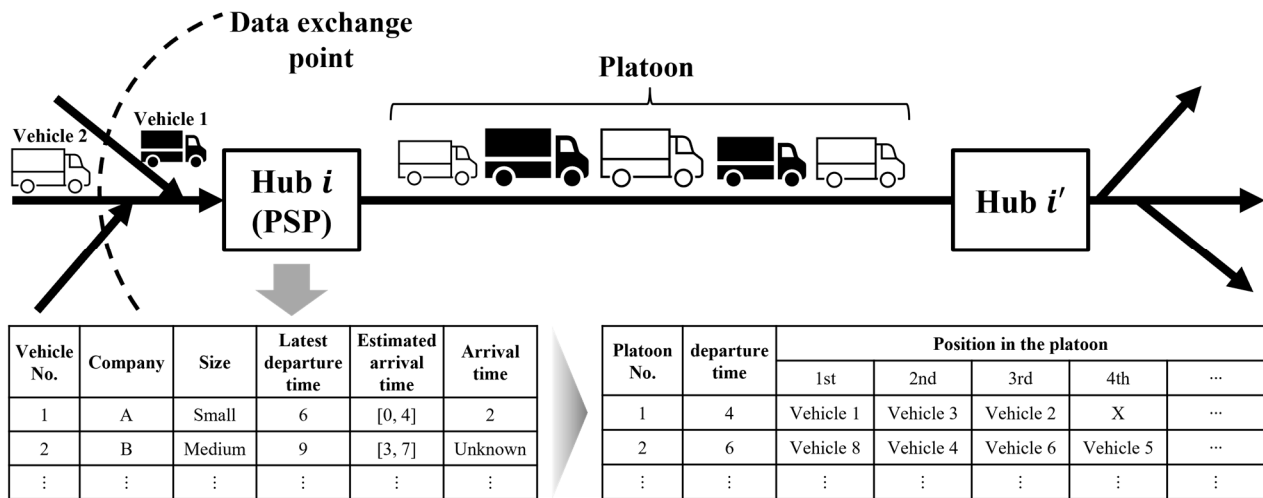 Data exchange
point
Platoon
Vehicle 1
Vehicle 2
Hub i
(PSP)
Hub i′
Vehicle No. Company Size Latest departure time Estimated arrival time Arrival time
1 A Small 6 [0, 4] 2
2 B Medium 9 [3, 7] Unknown
⋮ ⋮ ⋮ ⋮ ⋮ ⋮
Platoon No. departure time Position in the platoon
1st 2nd 3rd 4th ⋯
1 4 Vehicle 1 Vehicle 3 Vehicle 2 X ⋯
2 6 Vehicle 8 Vehicle 4 Vehicle 6 Vehicle 5 ⋯
⋮ ⋮ ⋮ ⋮ ⋮ ⋮ ⋮